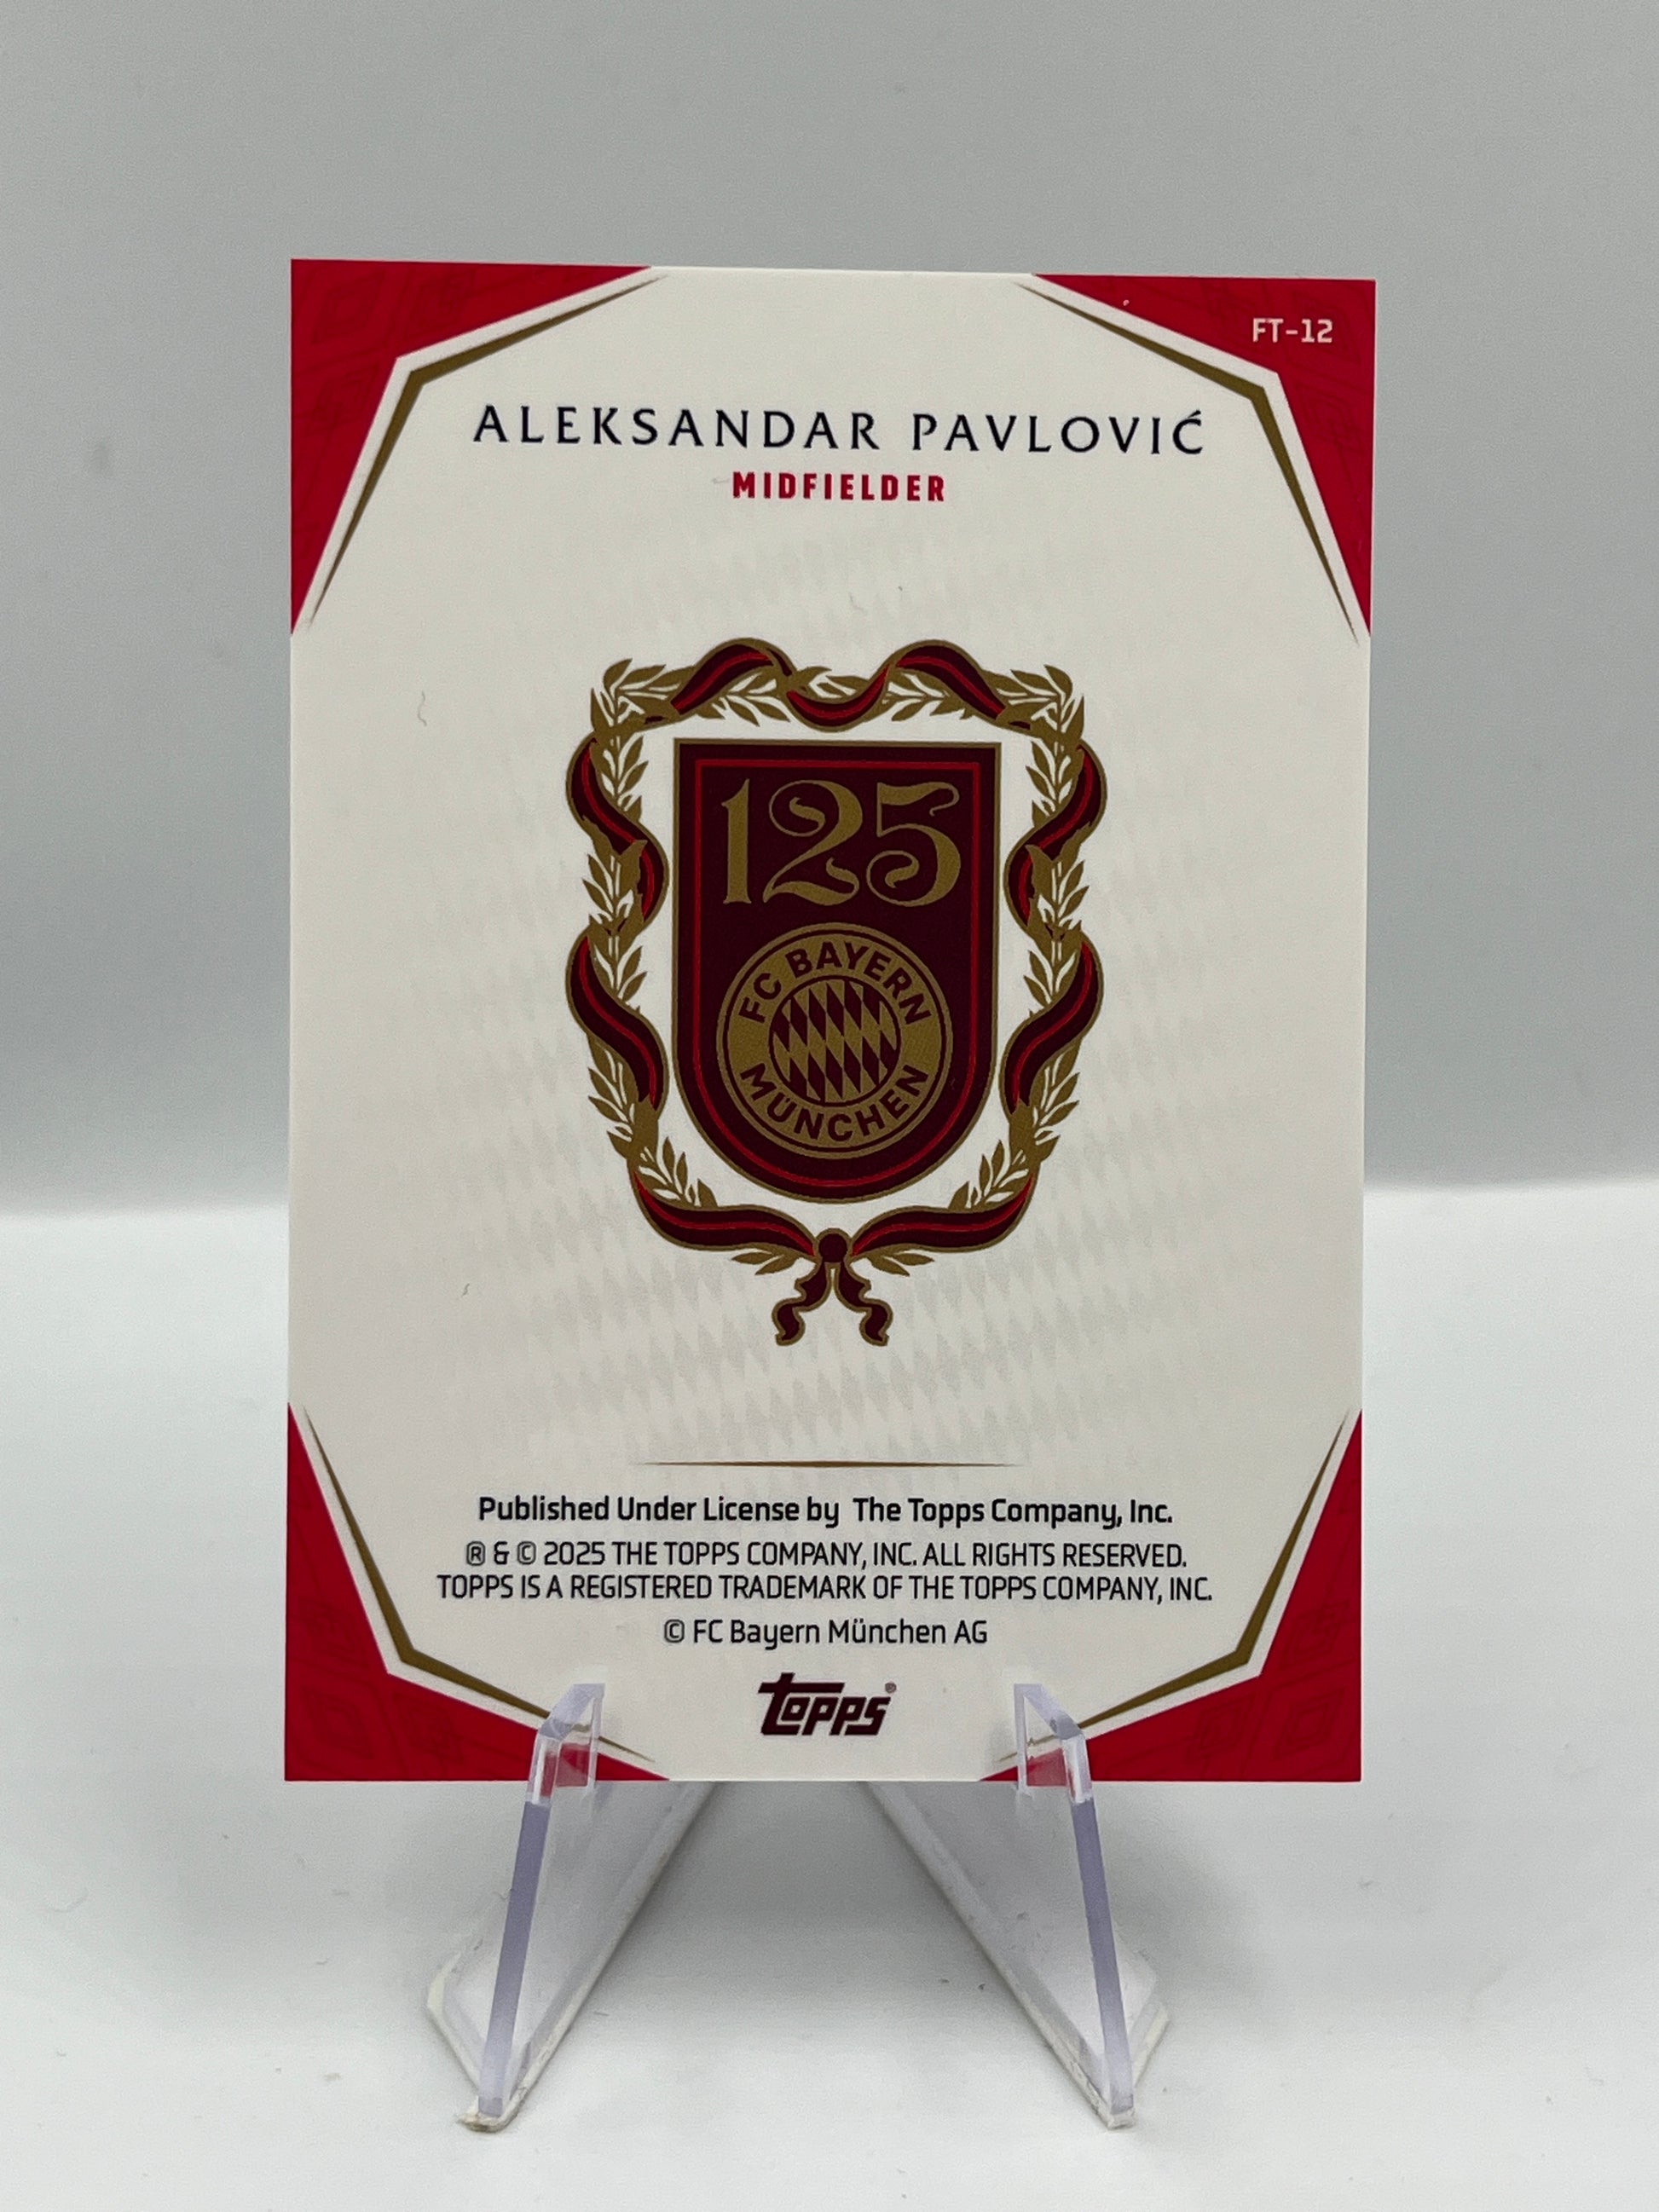 FT-12
ALEKSANDAR PAVLOVIĆ
MIDFIELDER
125
FC BAYERN
MÜNCHEN
Published Under License by The Topps Company, Inc.
® & © 2025 THE TOPPS COMPANY, INC. ALL RIGHTS RESERVED.
TOPPS IS A REGISTERED TRADEMARK OF THE TOPPS COMPANY, INC.
© FC Bayern München AG
topps®